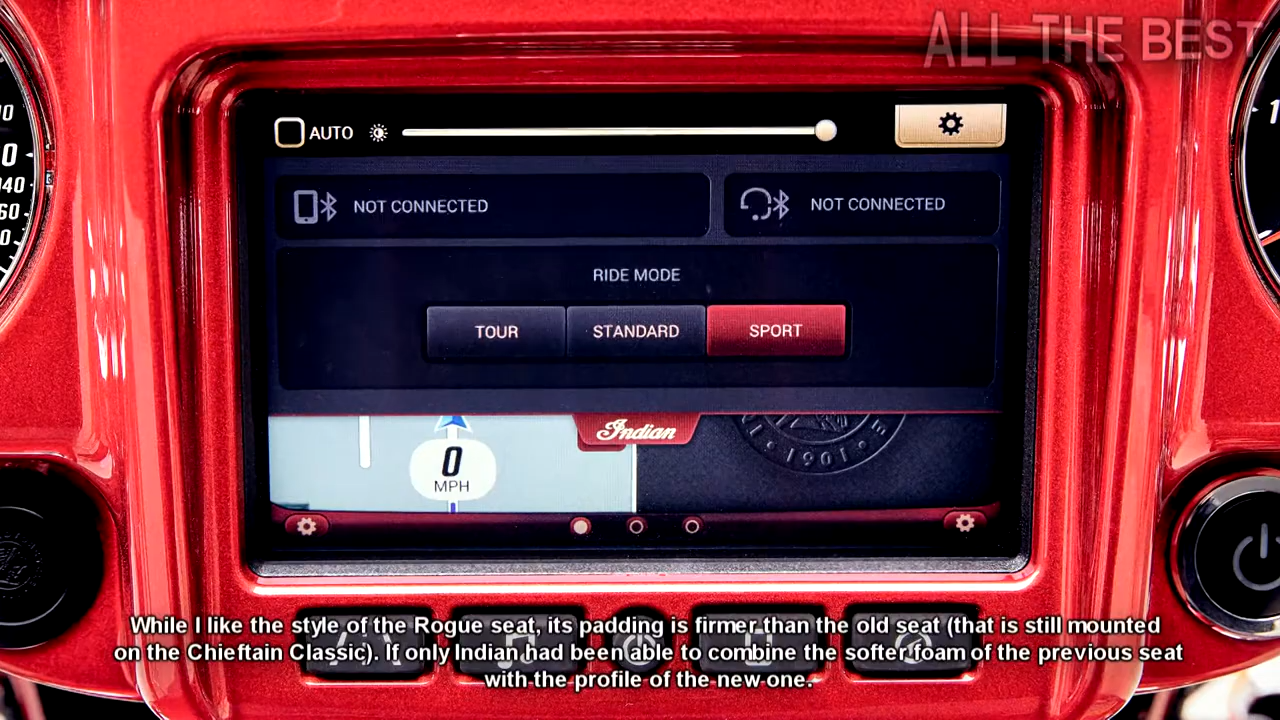 ALL THE BEST
AUTO
NOT CONNECTED
NOT CONNECTED
RIDE MODE
TOUR
STANDARD
SPORT
Indian
0
MPH
1901
While I like the style of the Rogue seat, its padding is firmer than the old seat (that is still mounted
on the Chieftain Classic). If only Indian had been able to combine the softer foam of the previous seat
with the profile of the new one.